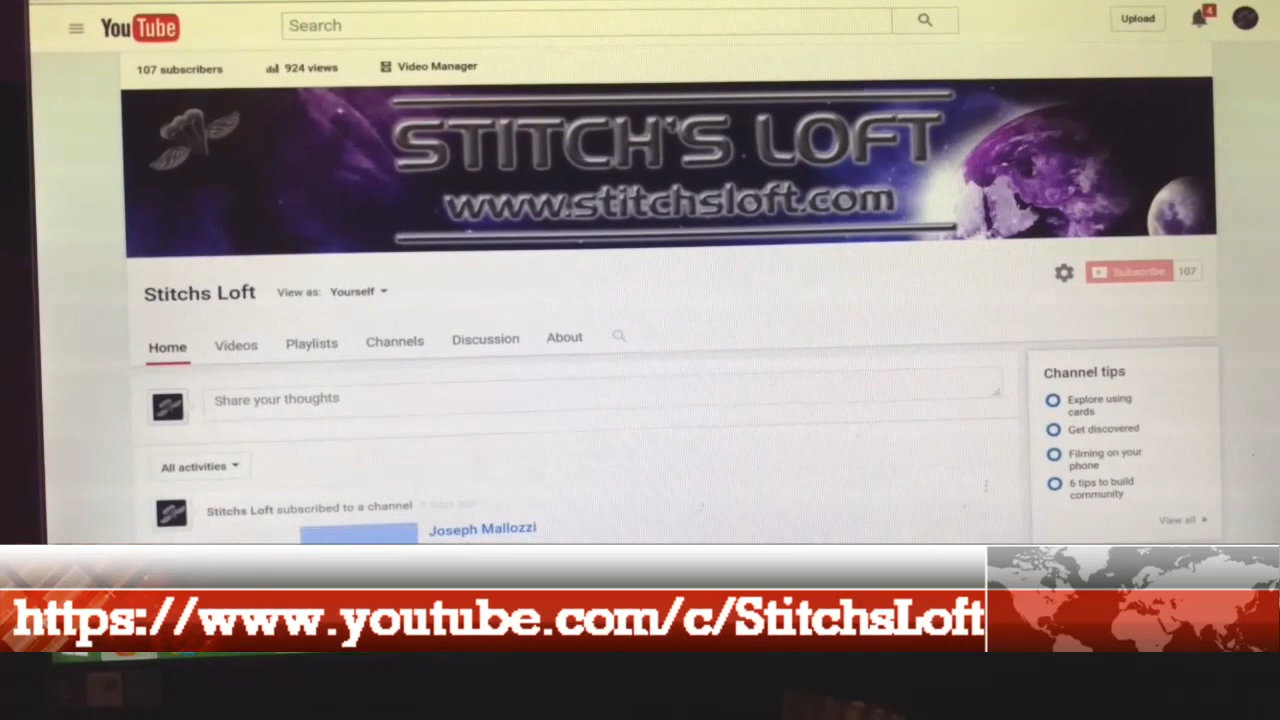 YouTube
Search
Upload
4
107 subscribers
924 views
Video Manager
STITCH'S LOFT
www.stitchsloft.com
Stitchs Loft
View as: Yourself
Subscribe 107
Home Videos Playlists Channels Discussion About
Share your thoughts
All activities
Stitchs Loft subscribed to a channel
Joseph Mallozzi
Channel tips
Explore using
cards
Get discovered
Filming on your
phone
6 tips to build
community
View all »
https://www.youtube.com/c/StitchsLoft